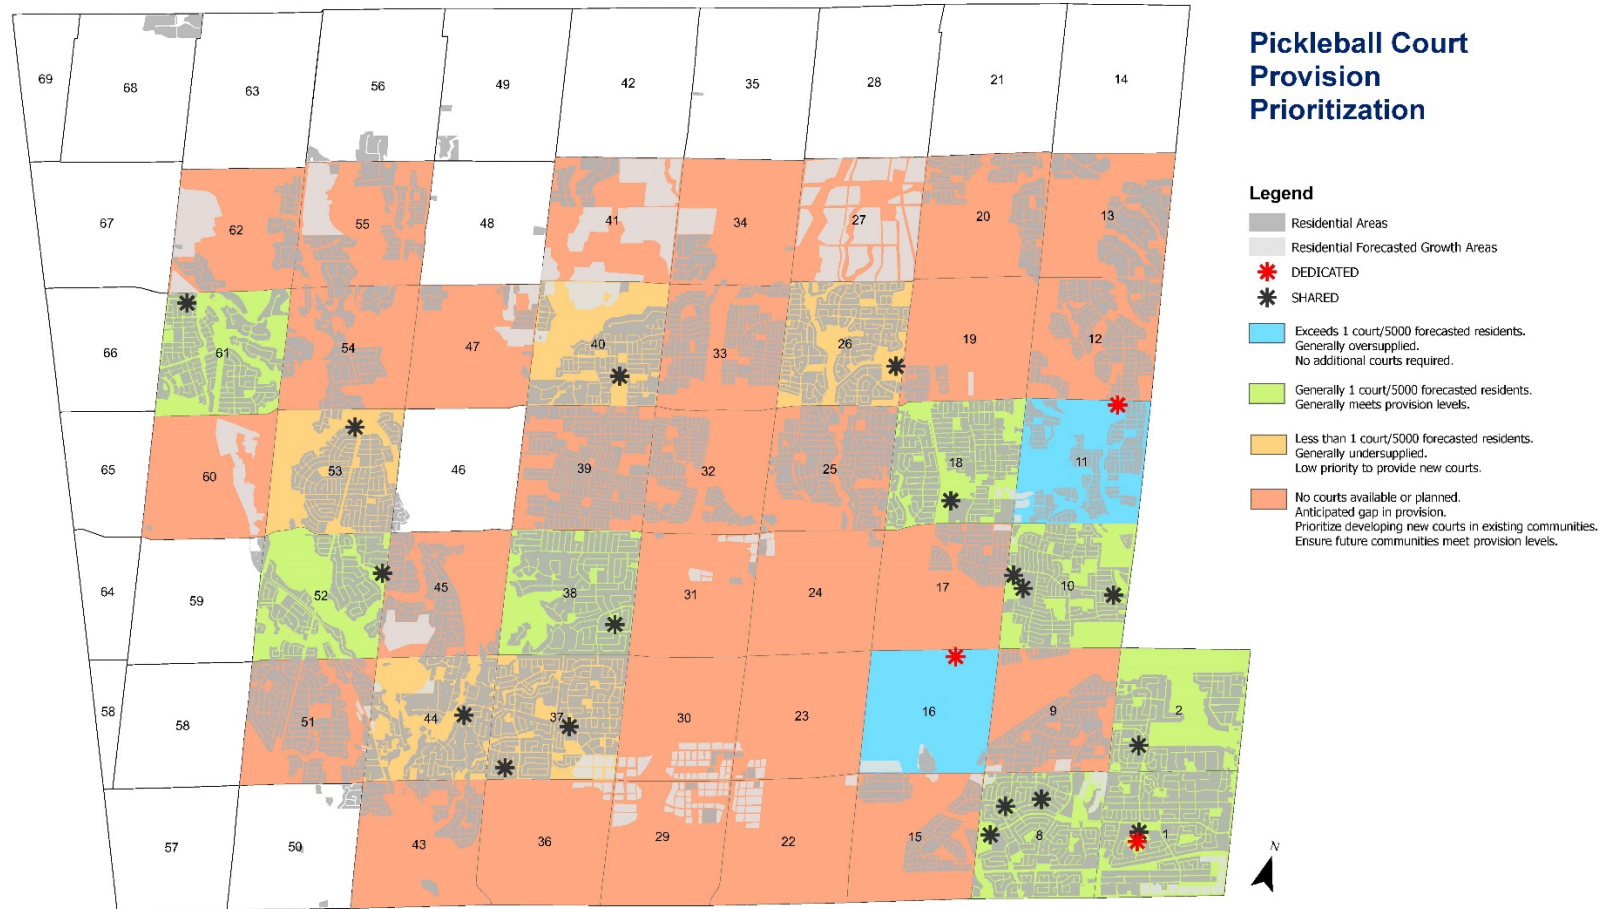 Pickleball Court
Provision
Prioritization
Legend
Residential Areas
Residential Forecasted Growth Areas
DEDICATED
SHARED
Exceeds 1 court/5000 forecasted residents.
Generally oversupplied.
No additional courts required.
Generally 1 court/5000 forecasted residents.
Generally meets provision levels.
Less than 1 court/5000 forecasted residents.
Generally undersupplied.
Low priority to provide new courts.
No courts available or planned.
Anticipated gap in provision.
Prioritize developing new courts in existing communities.
Ensure future communities meet provision levels.
69 68 63 56 49 42 35 28 21 14
67 62 55 48 41 34 27 20 13
66 61 54 47 40 33 26 19 12
65 60 53 46 39 32 25 18 11
64 59 52 45 38 31 24 17 10
58 58 51 44 37 30 23 16 9 2
57 50 43 36 29 22 15 8 1
N